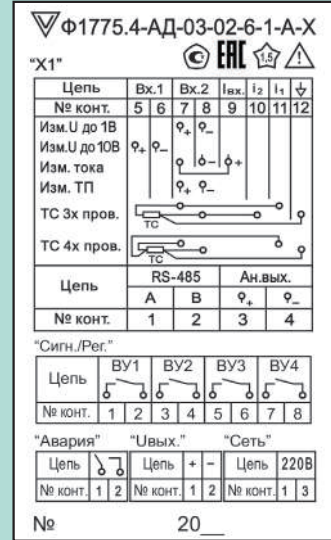 Ф1775.4-АД-03-02-6-1-А-Х
"X1" ЕАС 1,5
Цепь Вх.1 Вх.2 Iвх. i2 i1
№ конт. 5 6 7 8 9 10 11 12
Изм.U до 1В + −
Изм.U до 10В + −
Изм. тока − +
Изм. ТП + −
ТС 3х пров. ТС
ТС 4х пров. ТС
Цепь RS-485 Ан.вых.
A B + −
№ конт. 1 2 3 4
"Сигн./Рег."
Цепь ВУ1 ВУ2 ВУ3 ВУ4
№ конт. 1 2 3 4 5 6 7 8
"Авария" "Uвых." "Сеть"
Цепь Цепь + − Цепь 220В
№ конт. 1 2 № конт. 1 2 № конт. 1 3
№ 20__